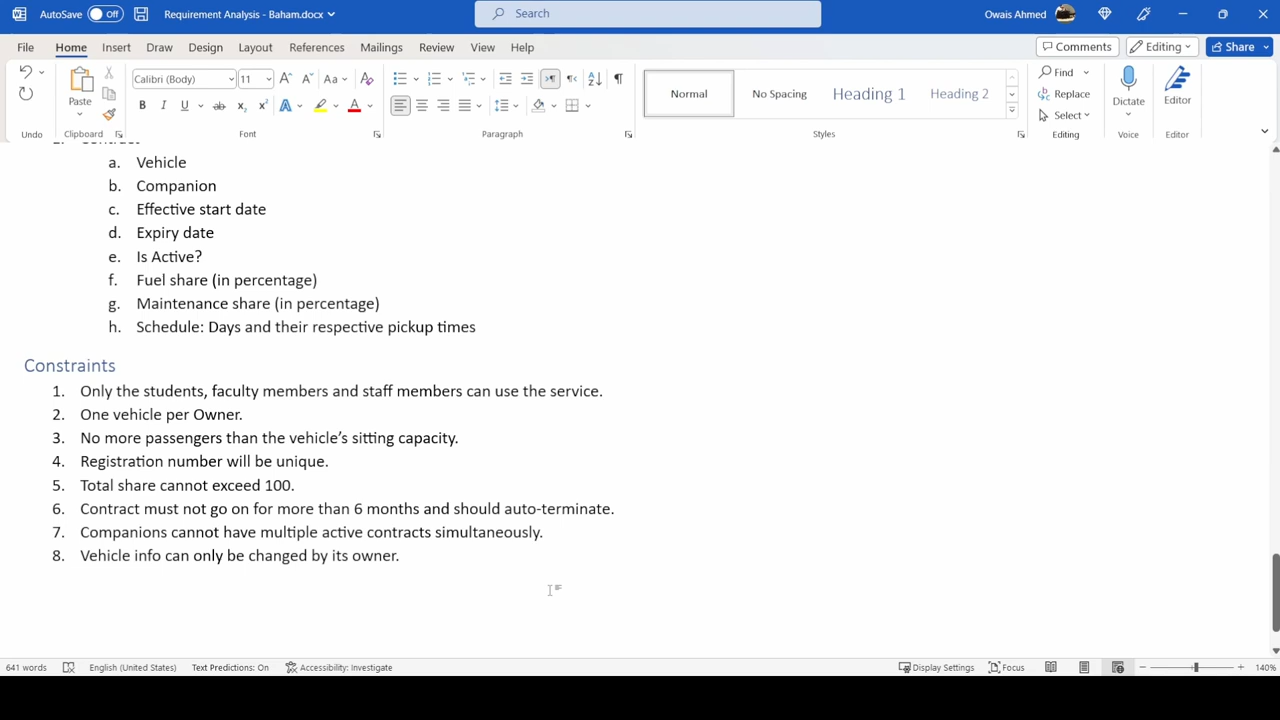 AutoSave Off Requirement Analysis - Baham.docx Search Owais Ahmed
File Home Insert Draw Design Layout References Mailings Review View Help Comments Editing Share
Calibri (Body) 11 Aa Normal No Spacing Heading 1 Heading 2 Find
Paste Replace Dictate Editor
B I U ab x₂ x² A A Select
Undo Clipboard Font Paragraph Styles Editing Voice Editor
a. Vehicle
b. Companion
c. Effective start date
d. Expiry date
e. Is Active?
f. Fuel share (in percentage)
g. Maintenance share (in percentage)
h. Schedule: Days and their respective pickup times
Constraints
1. Only the students, faculty members and staff members can use the service.
2. One vehicle per Owner.
3. No more passengers than the vehicle's sitting capacity.
4. Registration number will be unique.
5. Total share cannot exceed 100.
6. Contract must not go on for more than 6 months and should auto-terminate.
7. Companions cannot have multiple active contracts simultaneously.
8. Vehicle info can only be changed by its owner.
641 words English (United States) Text Predictions: On Accessibility: Investigate Display Settings Focus 140%